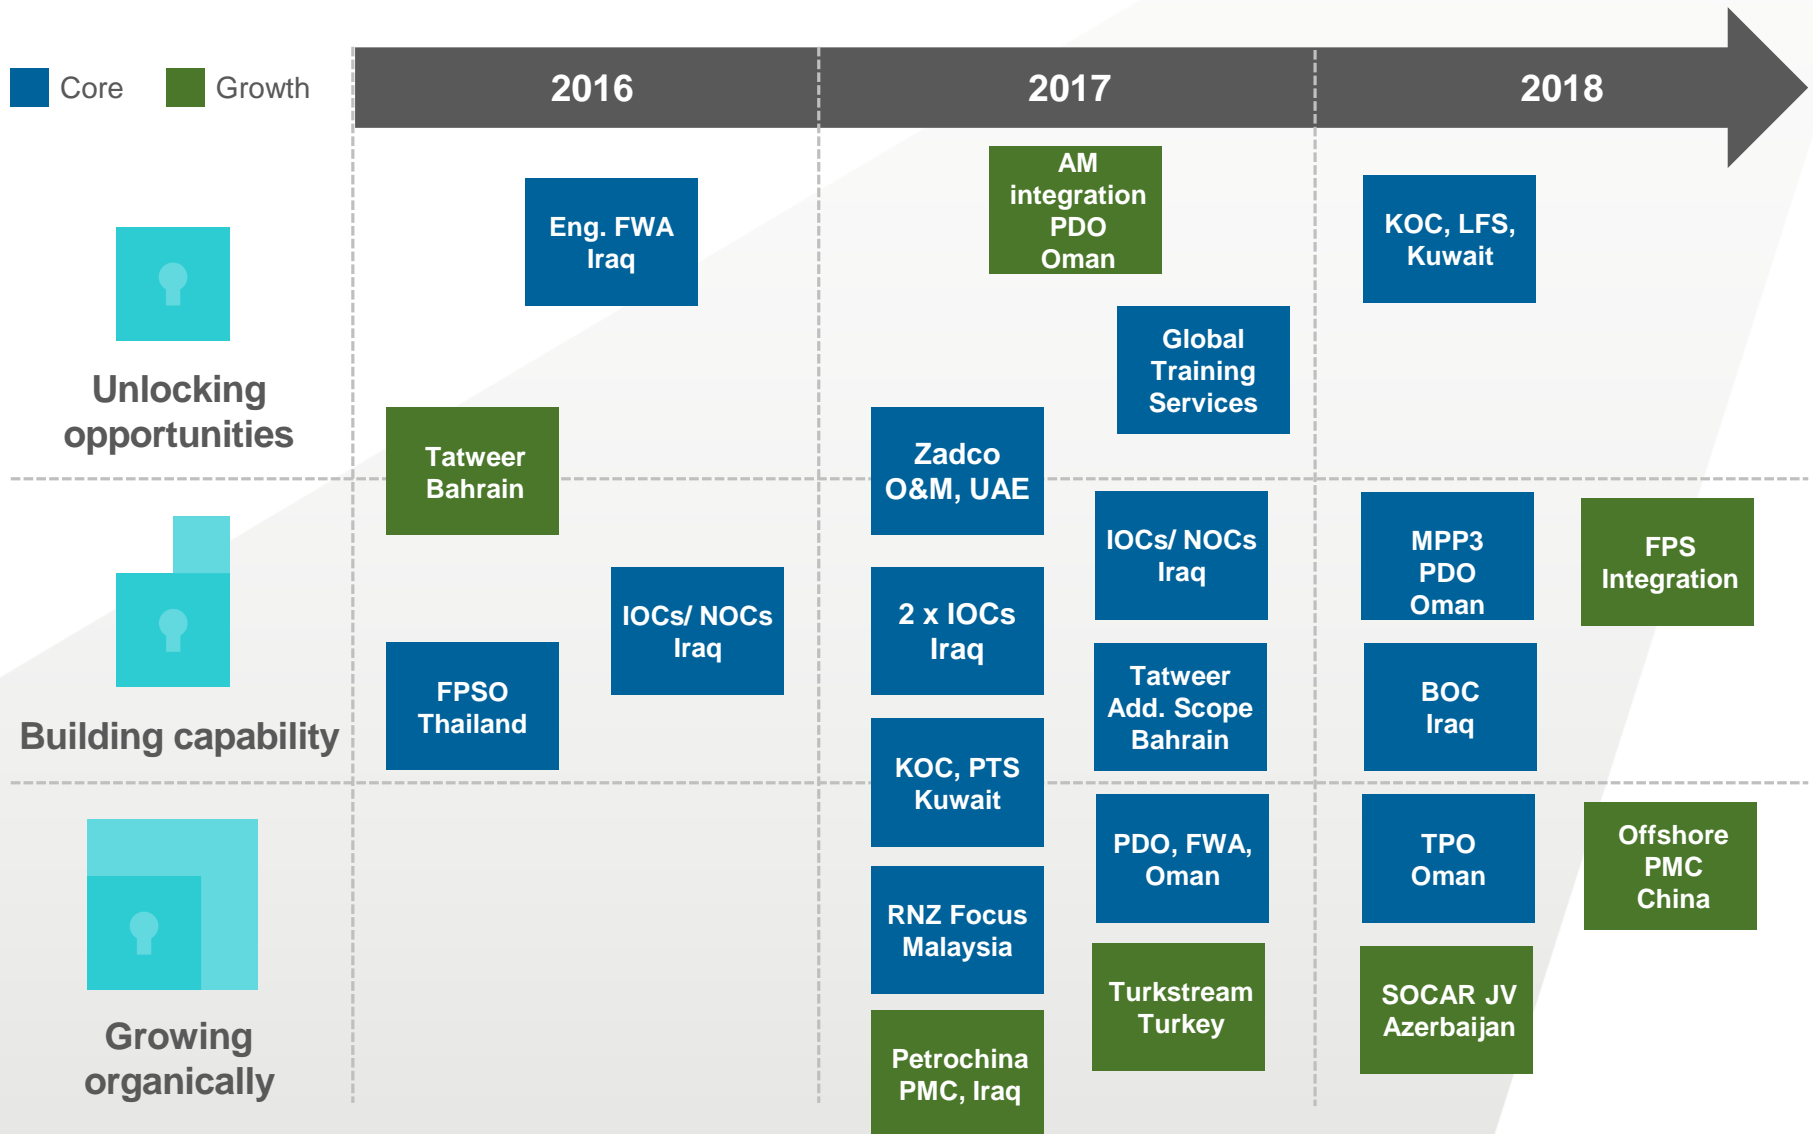 Core
Growth
2016
2017
2018
Unlocking
opportunities
Eng. FWA
Iraq
AM
integration
PDO
Oman
Global
Training
Services
KOC, LFS,
Kuwait
Tatweer
Bahrain
Zadco
O&M, UAE
Building capability
IOCs/ NOCs
Iraq
FPSO
Thailand
2 x IOCs
Iraq
IOCs/ NOCs
Iraq
Tatweer
Add. Scope
Bahrain
MPP3
PDO
Oman
FPS
Integration
BOC
Iraq
KOC, PTS
Kuwait
Growing
organically
PDO, FWA,
Oman
RNZ Focus
Malaysia
Turkstream
Turkey
Petrochina
PMC, Iraq
TPO
Oman
Offshore
PMC
China
SOCAR JV
Azerbaijan